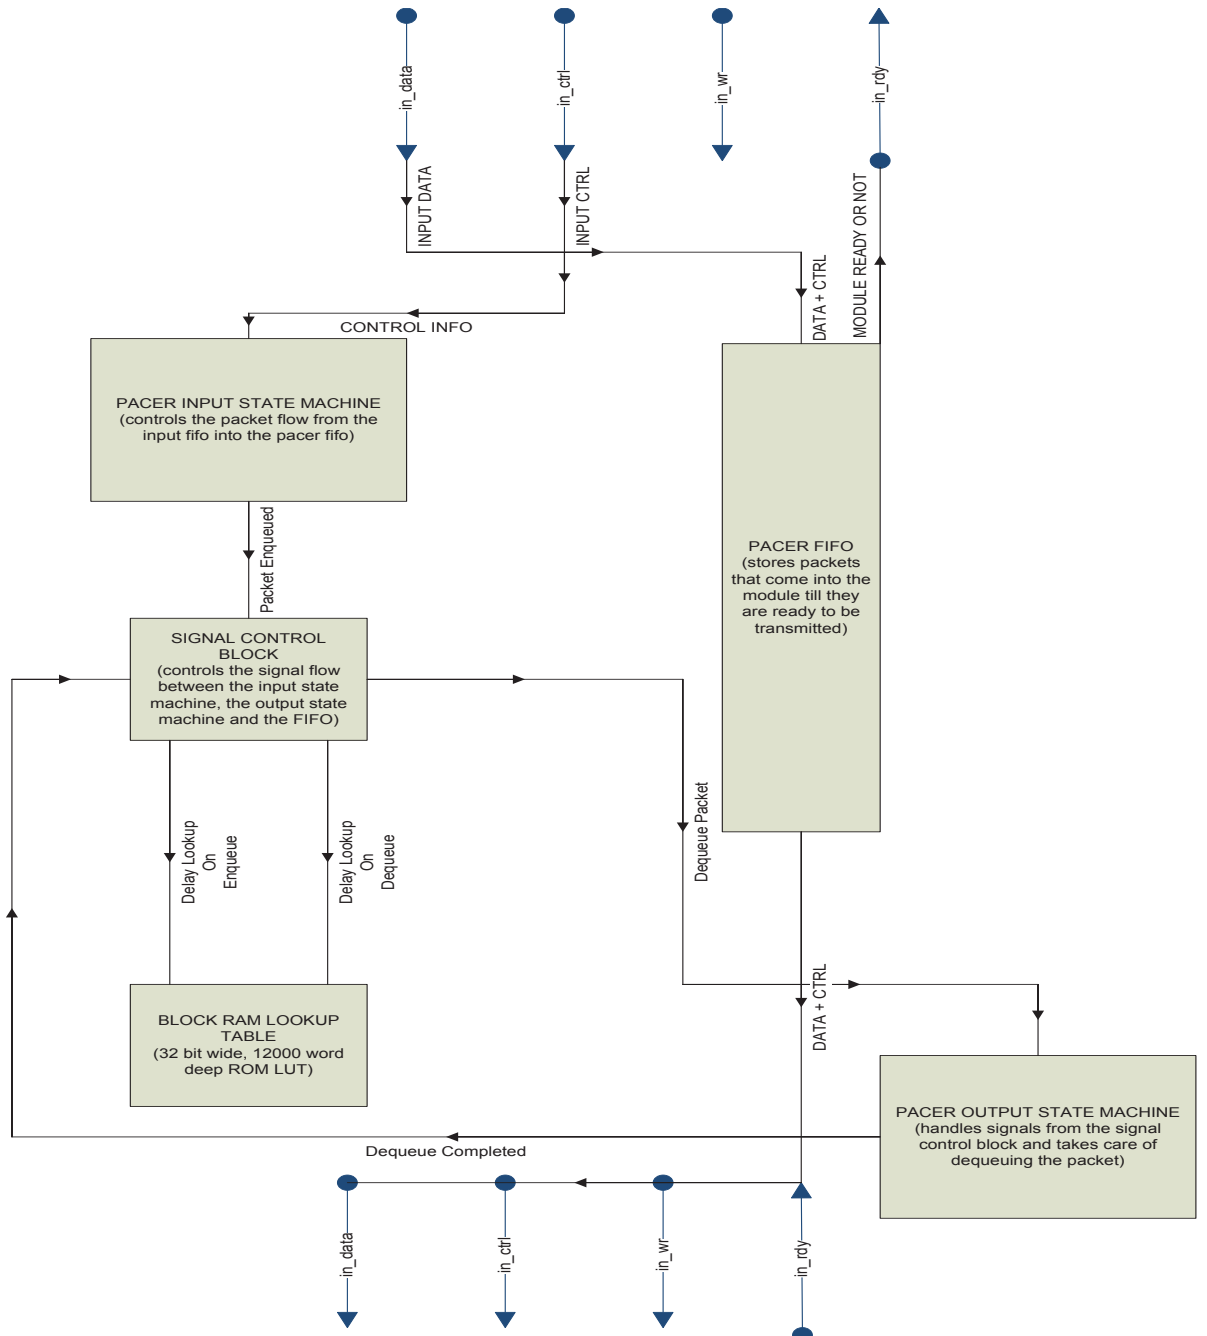 in_data
in_ctrl
in_wr
in_rdy
INPUT DATA
INPUT CTRL
DATA + CTRL
MODULE READY OR NOT
CONTROL INFO
PACER INPUT STATE MACHINE
(controls the packet flow from the
input fifo into the pacer fifo)
Packet Enqueued
PACER FIFO
(stores packets
that come into the
module till they
are ready to be
transmitted)
SIGNAL CONTROL
BLOCK
(controls the signal flow
between the input state
machine, the output state
machine and the FIFO)
Delay Lookup
On
Enqueue
Delay Lookup
On
Dequeue
Dequeue Packet
DATA + CTRL
BLOCK RAM LOOKUP
TABLE
(32 bit wide, 12000 word
deep ROM LUT)
PACER OUTPUT STATE MACHINE
(handles signals from the signal
control block and takes care of
dequeuing the packet)
Dequeue Completed
in_data
in_ctrl
in_wr
in_rdy